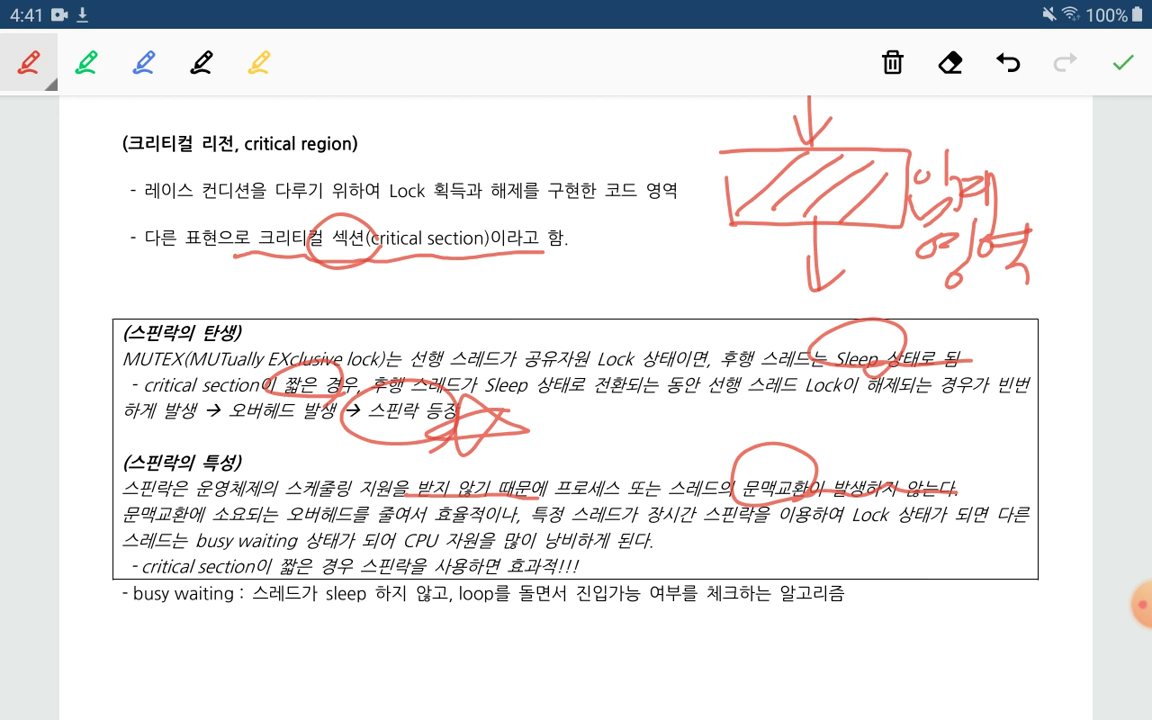 4:41
100%
(크리티컬 리전, critical region)
- 레이스 컨디션을 다루기 위하여 Lock 획득과 해제를 구현한 코드 영역
- 다른 표현으로 크리티컬 섹션(critical section)이라고 함.
임계
영역
(스핀락의 탄생)
MUTEX(MUTually EXclusive lock)는 선행 스레드가 공유자원 Lock 상태이면, 후행 스레드는 Sleep 상태로 됨
- critical section이 짧은 경우, 후행 스레드가 Sleep 상태로 전환되는 동안 선행 스레드 Lock이 해제되는 경우가 빈번
하게 발생 → 오버헤드 발생 → 스핀락 등장
(스핀락의 특성)
스핀락은 운영체제의 스케줄링 지원을 받지 않기 때문에 프로세스 또는 스레드의 문맥교환이 발생하지 않는다.
문맥교환에 소요되는 오버헤드를 줄여서 효율적이나, 특정 스레드가 장시간 스핀락을 이용하여 Lock 상태가 되면 다른
스레드는 busy waiting 상태가 되어 CPU 자원을 많이 낭비하게 된다.
- critical section이 짧은 경우 스핀락을 사용하면 효과적!!!
- busy waiting : 스레드가 sleep 하지 않고, loop를 돌면서 진입가능 여부를 체크하는 알고리즘